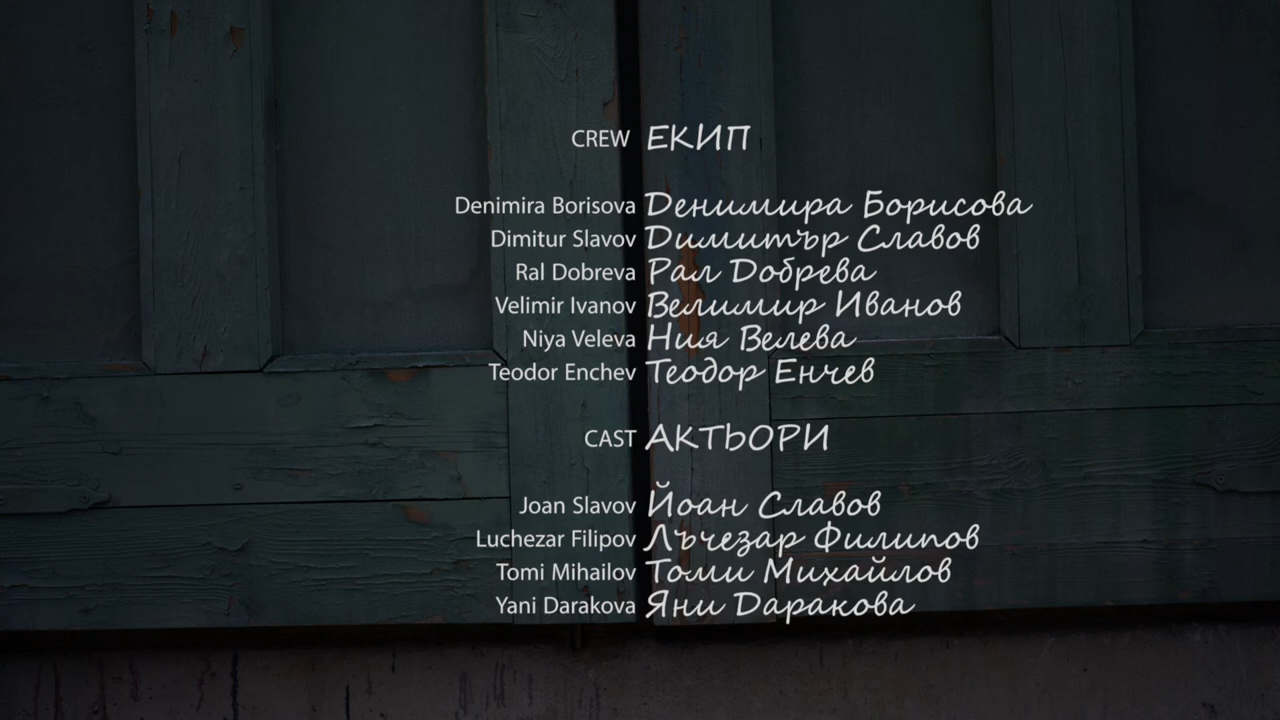 CREW ЕКИП
Denimira Borisova Денимира Борисова
Dimitur Slavov Димитър Славов
Ral Dobreva Рал Добрева
Velimir Ivanov Велимир Иванов
Niya Veleva Ния Велева
Teodor Enchev Теодор Енчев
CAST АКТЬОРИ
Joan Slavov Йоан Славов
Luchezar Filipov Лъчезар Филипов
Tomi Mihailov Томи Михайлов
Yani Darakova Яни Даракова